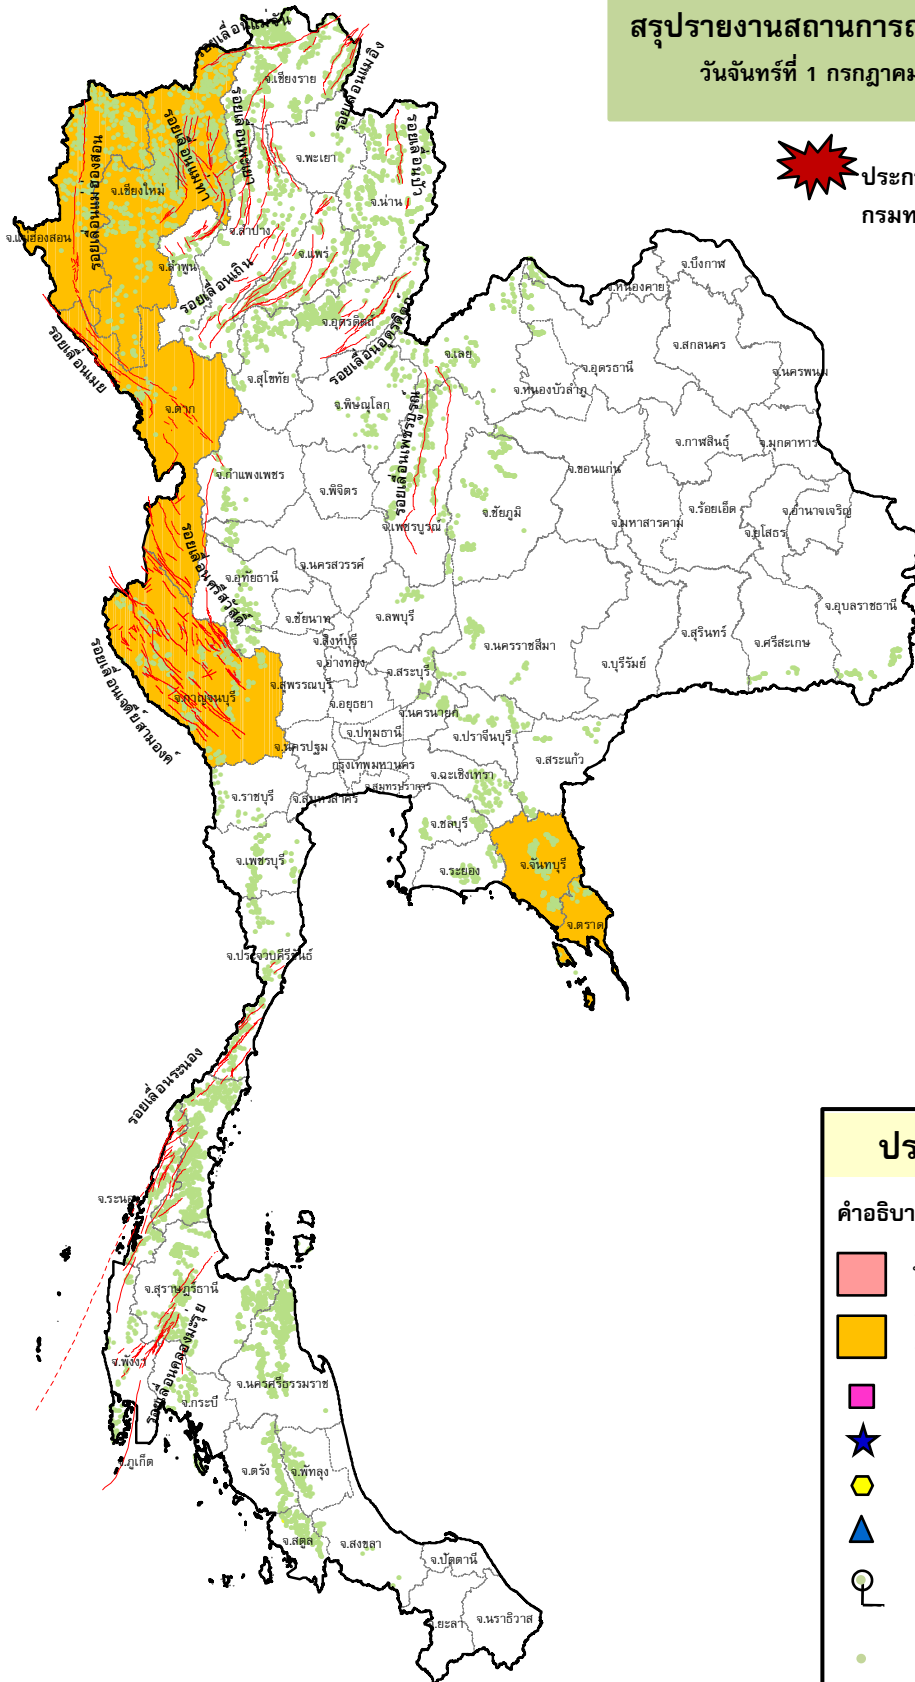 สรุปรายงานสถานการณ
วันจันทร์ที่ 1 กรกฎาคม
ประก
กรมท
รอยเลื่อนแม่จัน
รอยเลื่อนแม่อิง
จ.เชียงราย
รอยเลื่อนแม่ฮ่องสอน
รอยเลื่อนแม่ทา
รอยเลื่อนพะเยา
รอยเลื่อนปัว
จ.พะเยา
จ.เชียงใหม่
จ.น่าน
จ.แม่ฮ่องสอน
จ.ลำปาง
จ.ลำพูน
จ.แพร่
รอยเลื่อนเถิน
จ.บึงกาฬ
จ.หนองคาย
จ.อุตรดิตถ์
รอยเลื่อนอุตรดิตถ์
รอยเลื่อนเมย
จ.เลย
จ.สกลนคร
จ.นครพนม
จ.อุดรธานี
จ.หนองบัวลำภู
จ.สุโขทัย
จ.ตาก
จ.พิษณุโลก
รอยเลื่อนเพชรบูรณ์
จ.กำแพงเพชร
จ.พิจิตร
จ.ขอนแก่น
จ.กาฬสินธุ์
จ.มุกดาหาร
จ.เพชรบูรณ์
จ.ชัยภูมิ
จ.มหาสารคาม
จ.ร้อยเอ็ด
จ.อำนาจเจริญ
จ.ยโสธร
รอยเลื่อนศรีสวัสดิ์
จ.อุทัยธานี
จ.นครสวรรค์
จ.ชัยนาท
จ.ลพบุรี
จ.อุบลราชธานี
จ.สิงห์บุรี
จ.นครราชสีมา
จ.สุรินทร์
จ.ศรีสะเกษ
จ.บุรีรัมย์
จ.อ่างทอง
จ.สระบุรี
รอยเลื่อนเจดีย์สามองค์
จ.กาญจนบุรี
จ.สุพรรณบุรี
จ.อยุธยา
จ.นครนายก
จ.ปทุมธานี
จ.ปราจีนบุรี
จ.นครปฐม
กรุงเทพมหานคร
จ.สระแก้ว
จ.ฉะเชิงเทรา
จ.สมุทรปราการ
จ.ราชบุรี
จ.สมุทรสาคร
จ.ชลบุรี
จ.เพชรบุรี
จ.ระยอง
จ.จันทบุรี
จ.ตราด
จ.ประจวบคีรีขันธ์
รอยเลื่อนระนอง
จ.ระนอ
จ.สุราษฎร์ธานี
รอยเลื่อนคลองมะรุ่ย
จ.พังงา
จ.กระบี่
จ.นครศรีธรรมราช
จ.ภูเก็ต
จ.ตรัง
จ.พัทลุง
จ.สตูล
จ.สงขลา
จ.ปัตตานี
จ.ยะลา
จ.นราธิวาส
ปร
คำอธิบา